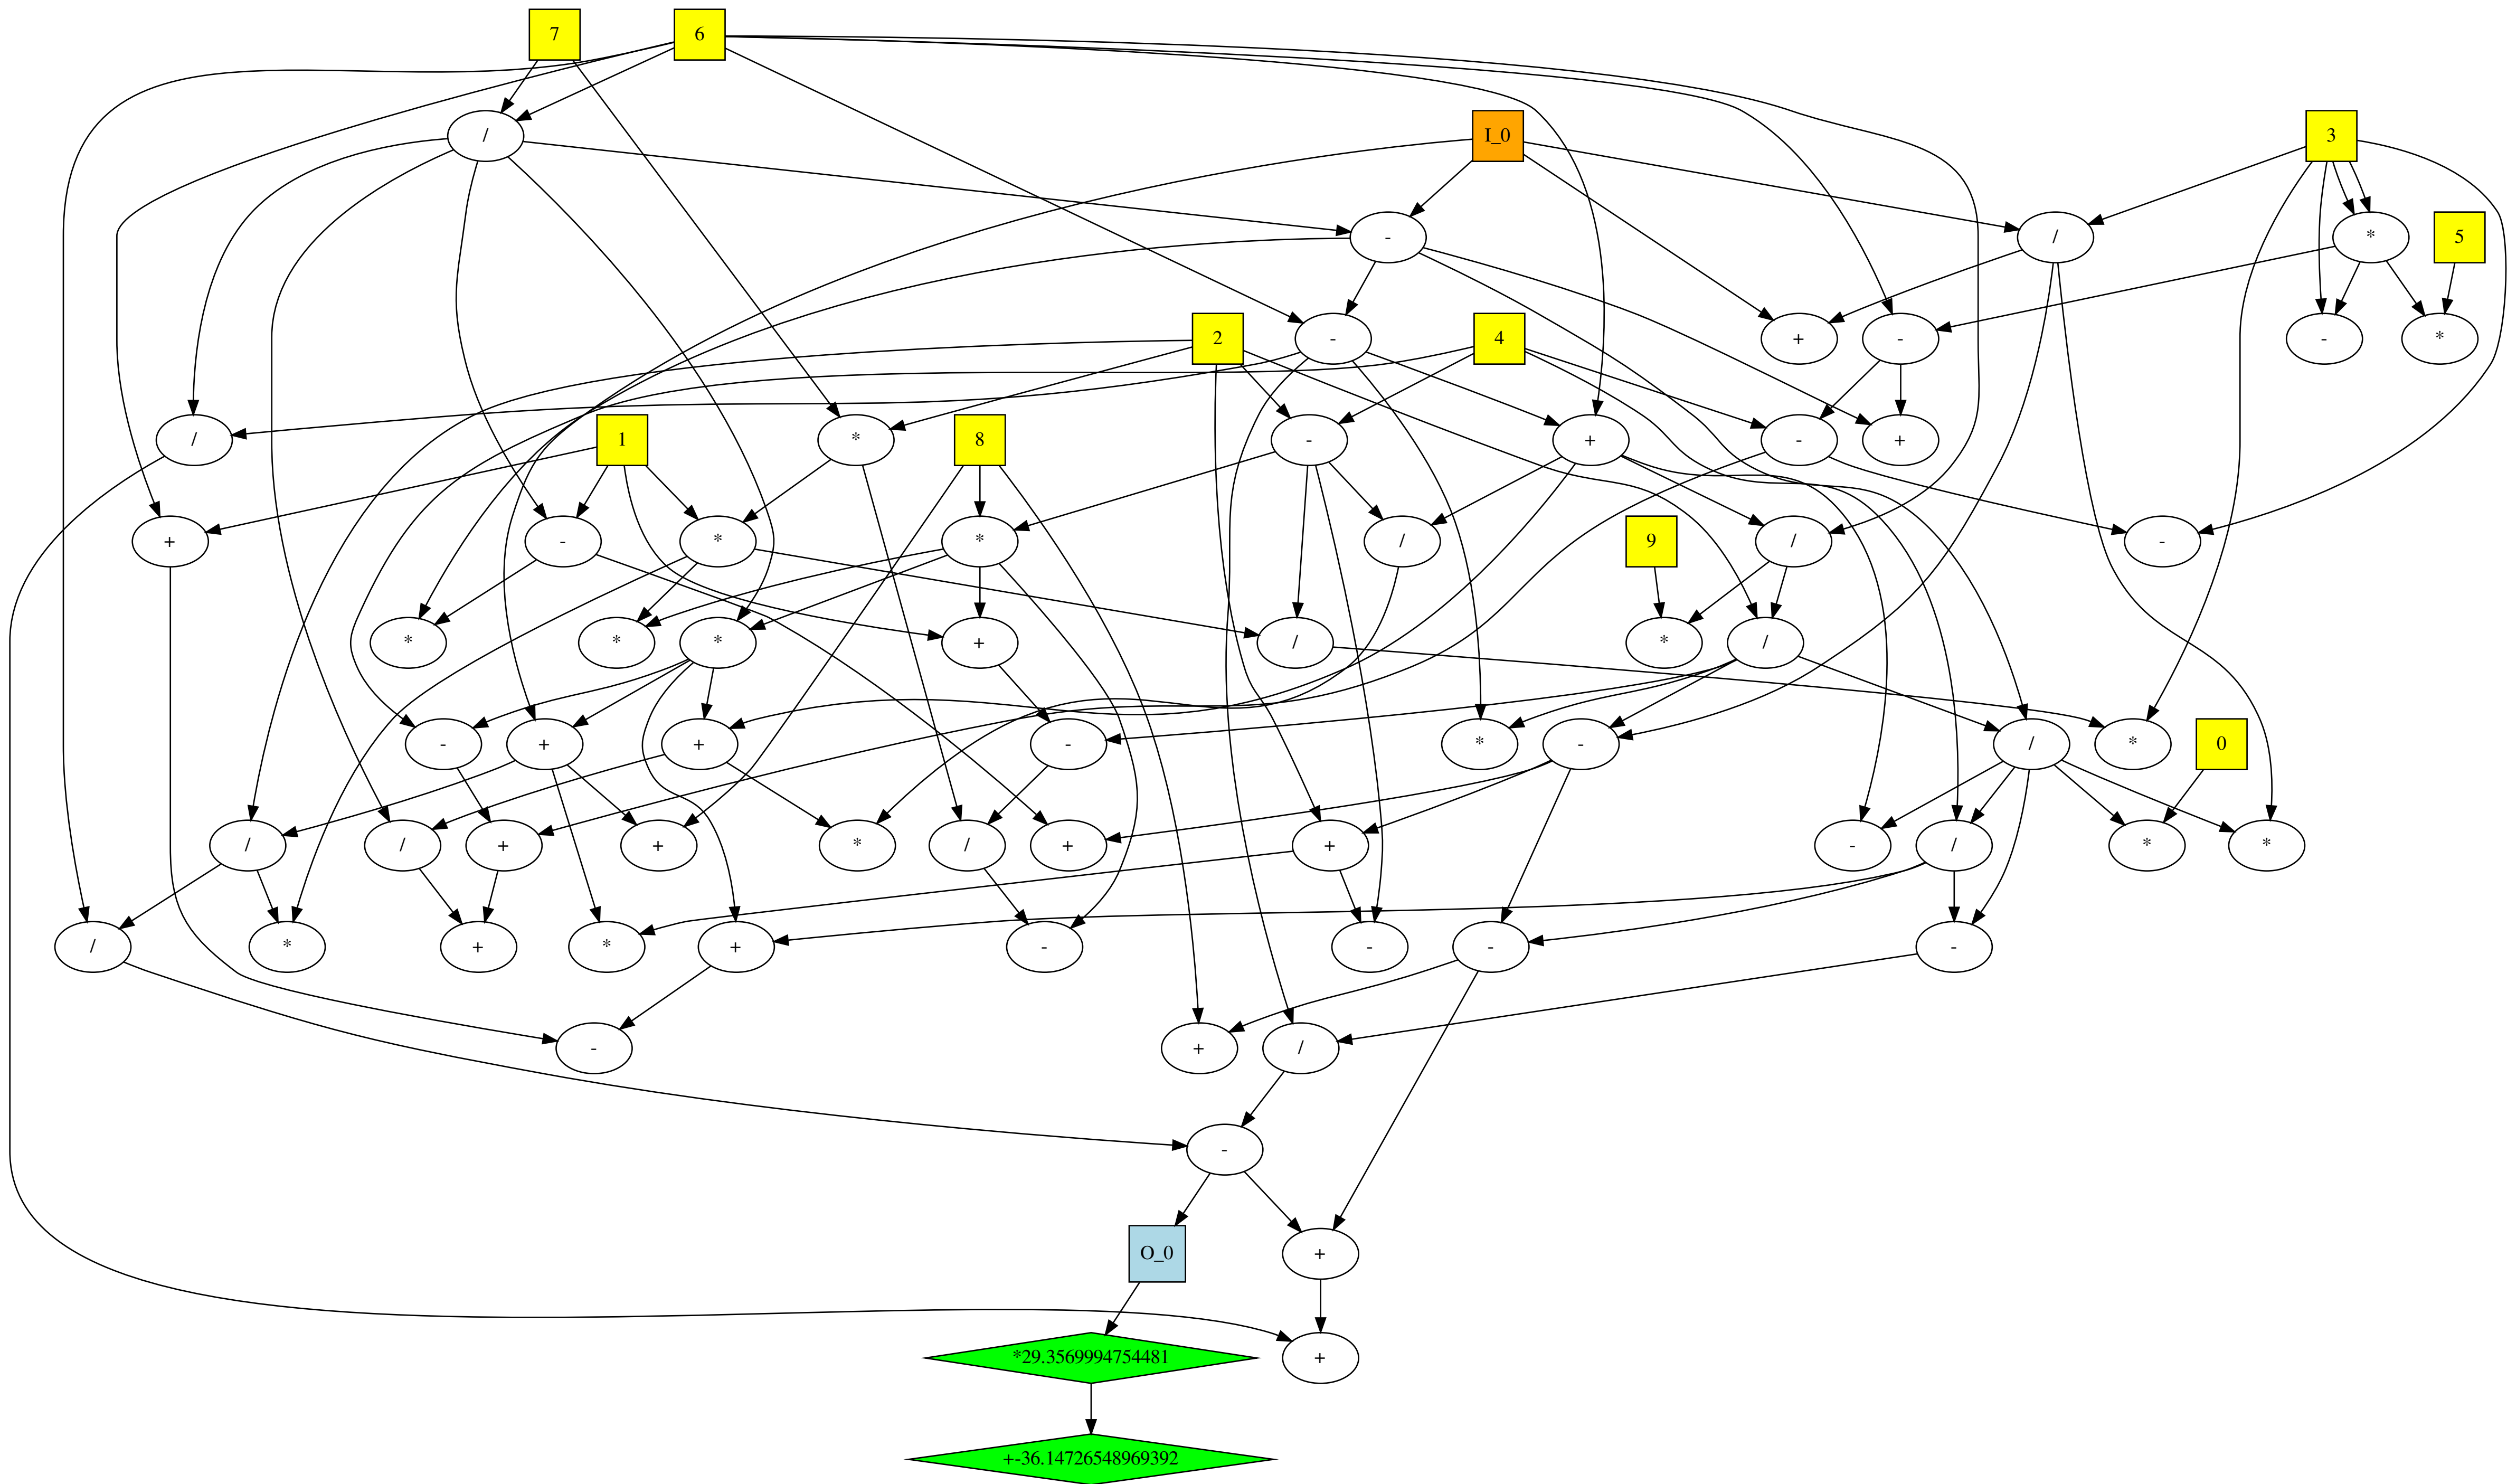 7 6
/ I_0 3
- / * 5
2 - 4 + - - *
/ 1 * 8 - + - +
+ - * * / 9 / -
* * * + / * /
- + + - * - / * 0
/ / + + * / + + - / * *
/ * + * + - - - -
- + /
-
O_0 +
*29.3569994754481 +
+-36.14726548969392